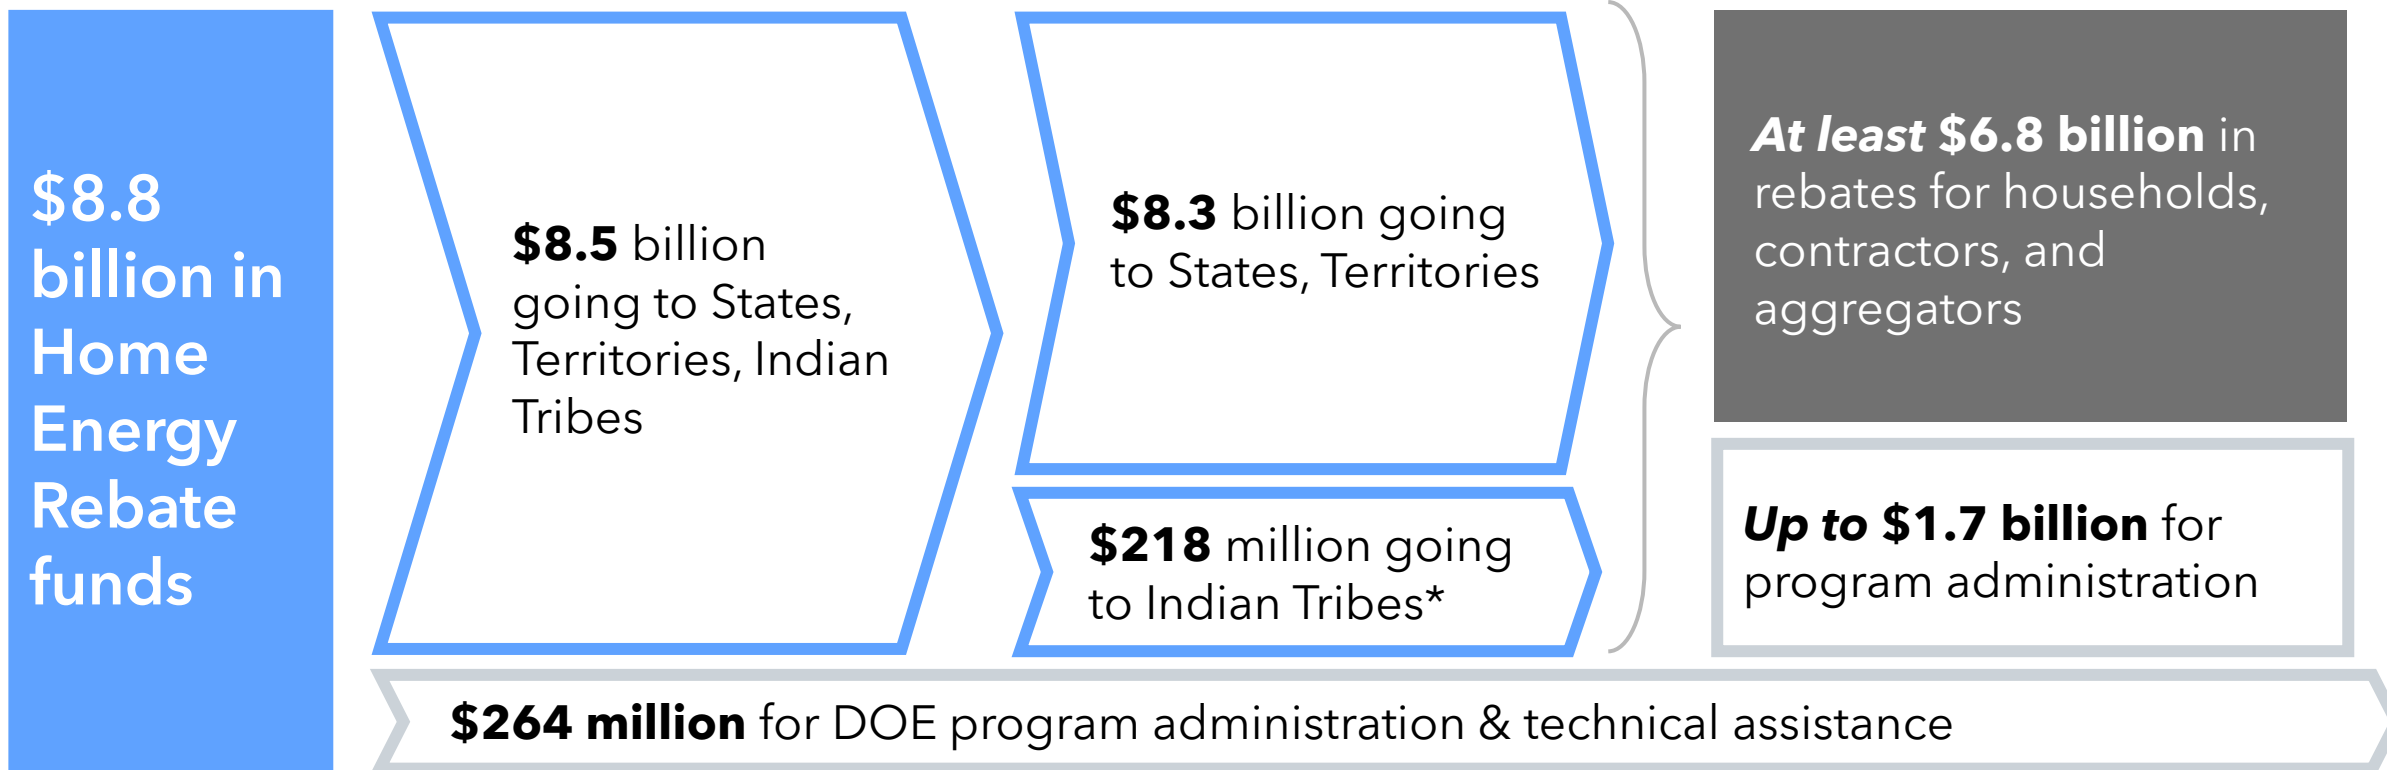 $8.8
billion in
Home
Energy
Rebate
funds
$8.5 billion
going to States,
Territories, Indian
Tribes
$8.3 billion going
to States, Territories
$218 million going
to Indian Tribes*
At least $6.8 billion in
rebates for households,
contractors, and
aggregators
Up to $1.7 billion for
program administration
$264 million for DOE program administration & technical assistance